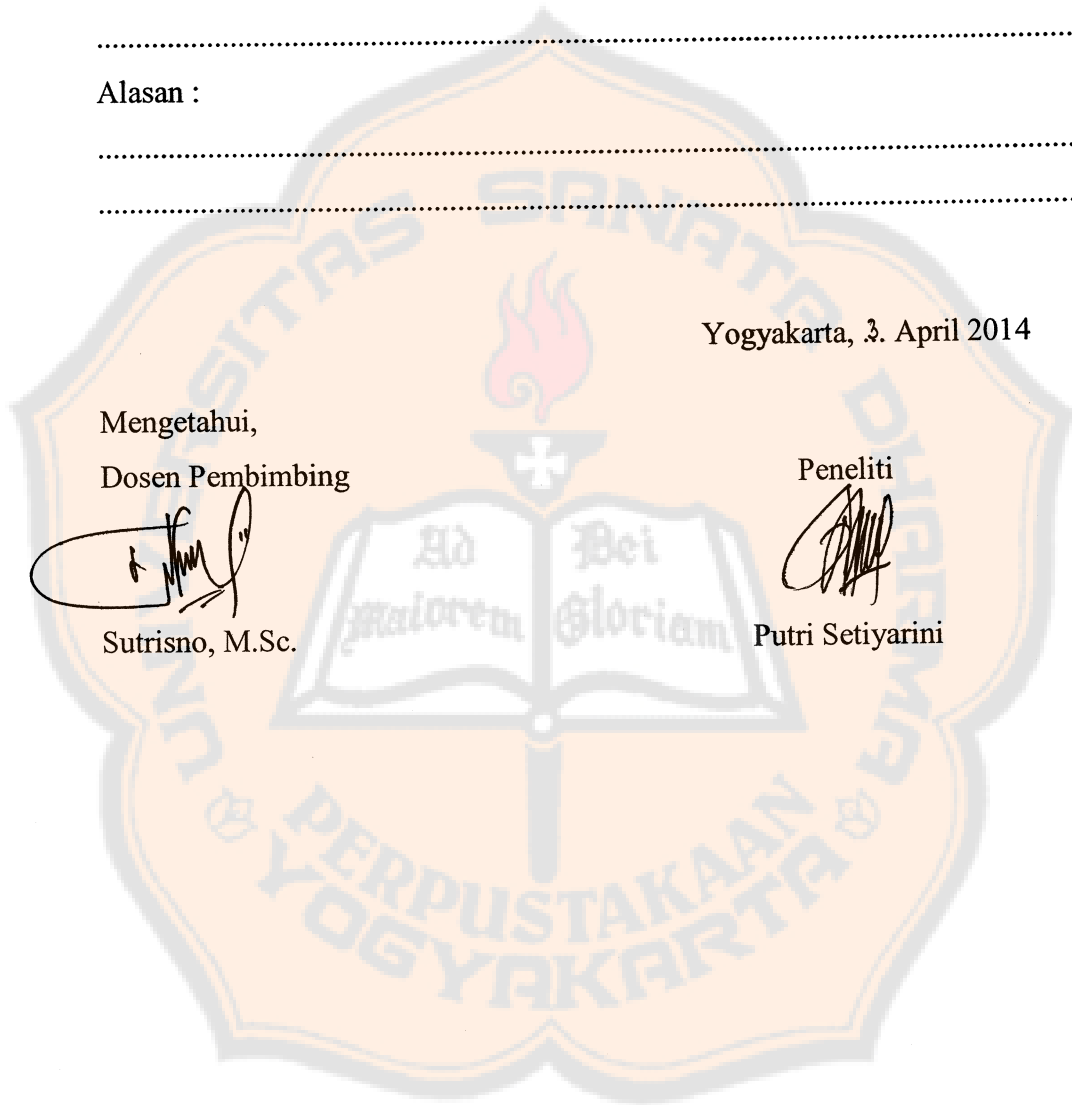 Alasan :
Yogyakarta, 3. April 2014
Mengetahui,
Dosen Pembimbing
Peneliti
Sutrisno, M.Sc.
Putri Setiyarini
UNIVERSITAS SANATA DHARMA
Ad Dei
Maiorem Gloriam
PERPUSTAKAAN
YOGYAKARTA